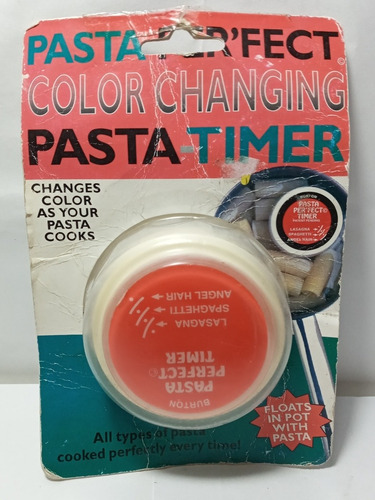 PASTA PER'FECT
©
COLOR CHANGING
PASTA-TIMER
CHANGES
COLOR
AS YOUR
PASTA
COOKS
BURTON
PASTA
PERFECT©
TIMER
LASAGNA
SPAGHETTI
ANGEL HAIR
BURTON
PASTA
PERFECT©
TIMER
LASAGNA
SPAGHETTI
ANGEL HAIR
FLOATS
IN POT
WITH
PASTA
All types of pasta
cooked perfectly every time!